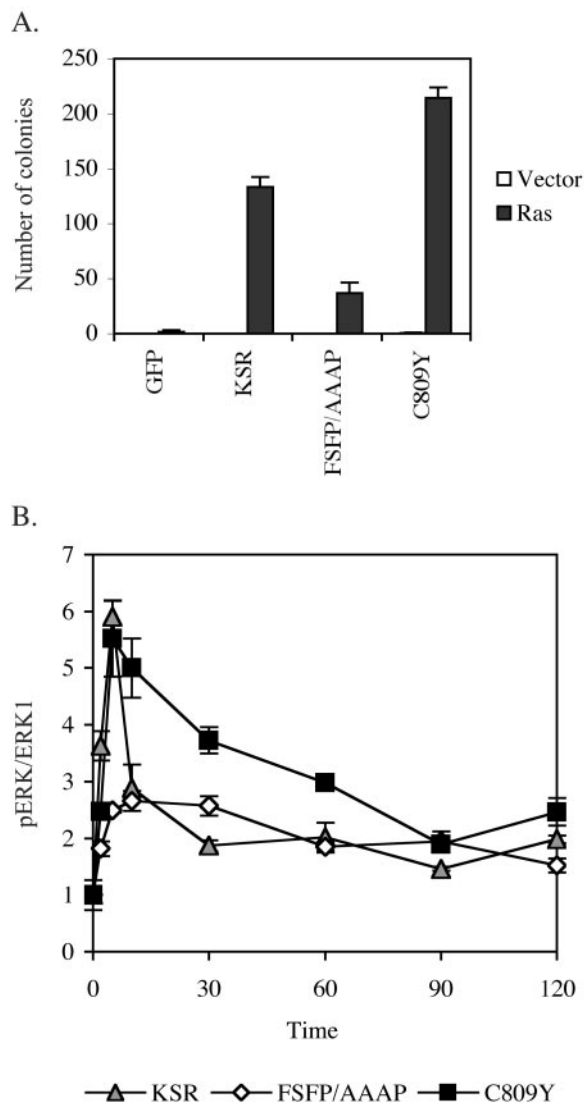 A.
Number of colonies
250
200
150
100
50
0
GFP
KSR
FSFP/AAAP
C809Y
Vector
Ras
B.
pERK/ERK1
7
6
5
4
3
2
1
0
0 30 60 90 120
Time
KSR FSFP/AAAP C809Y